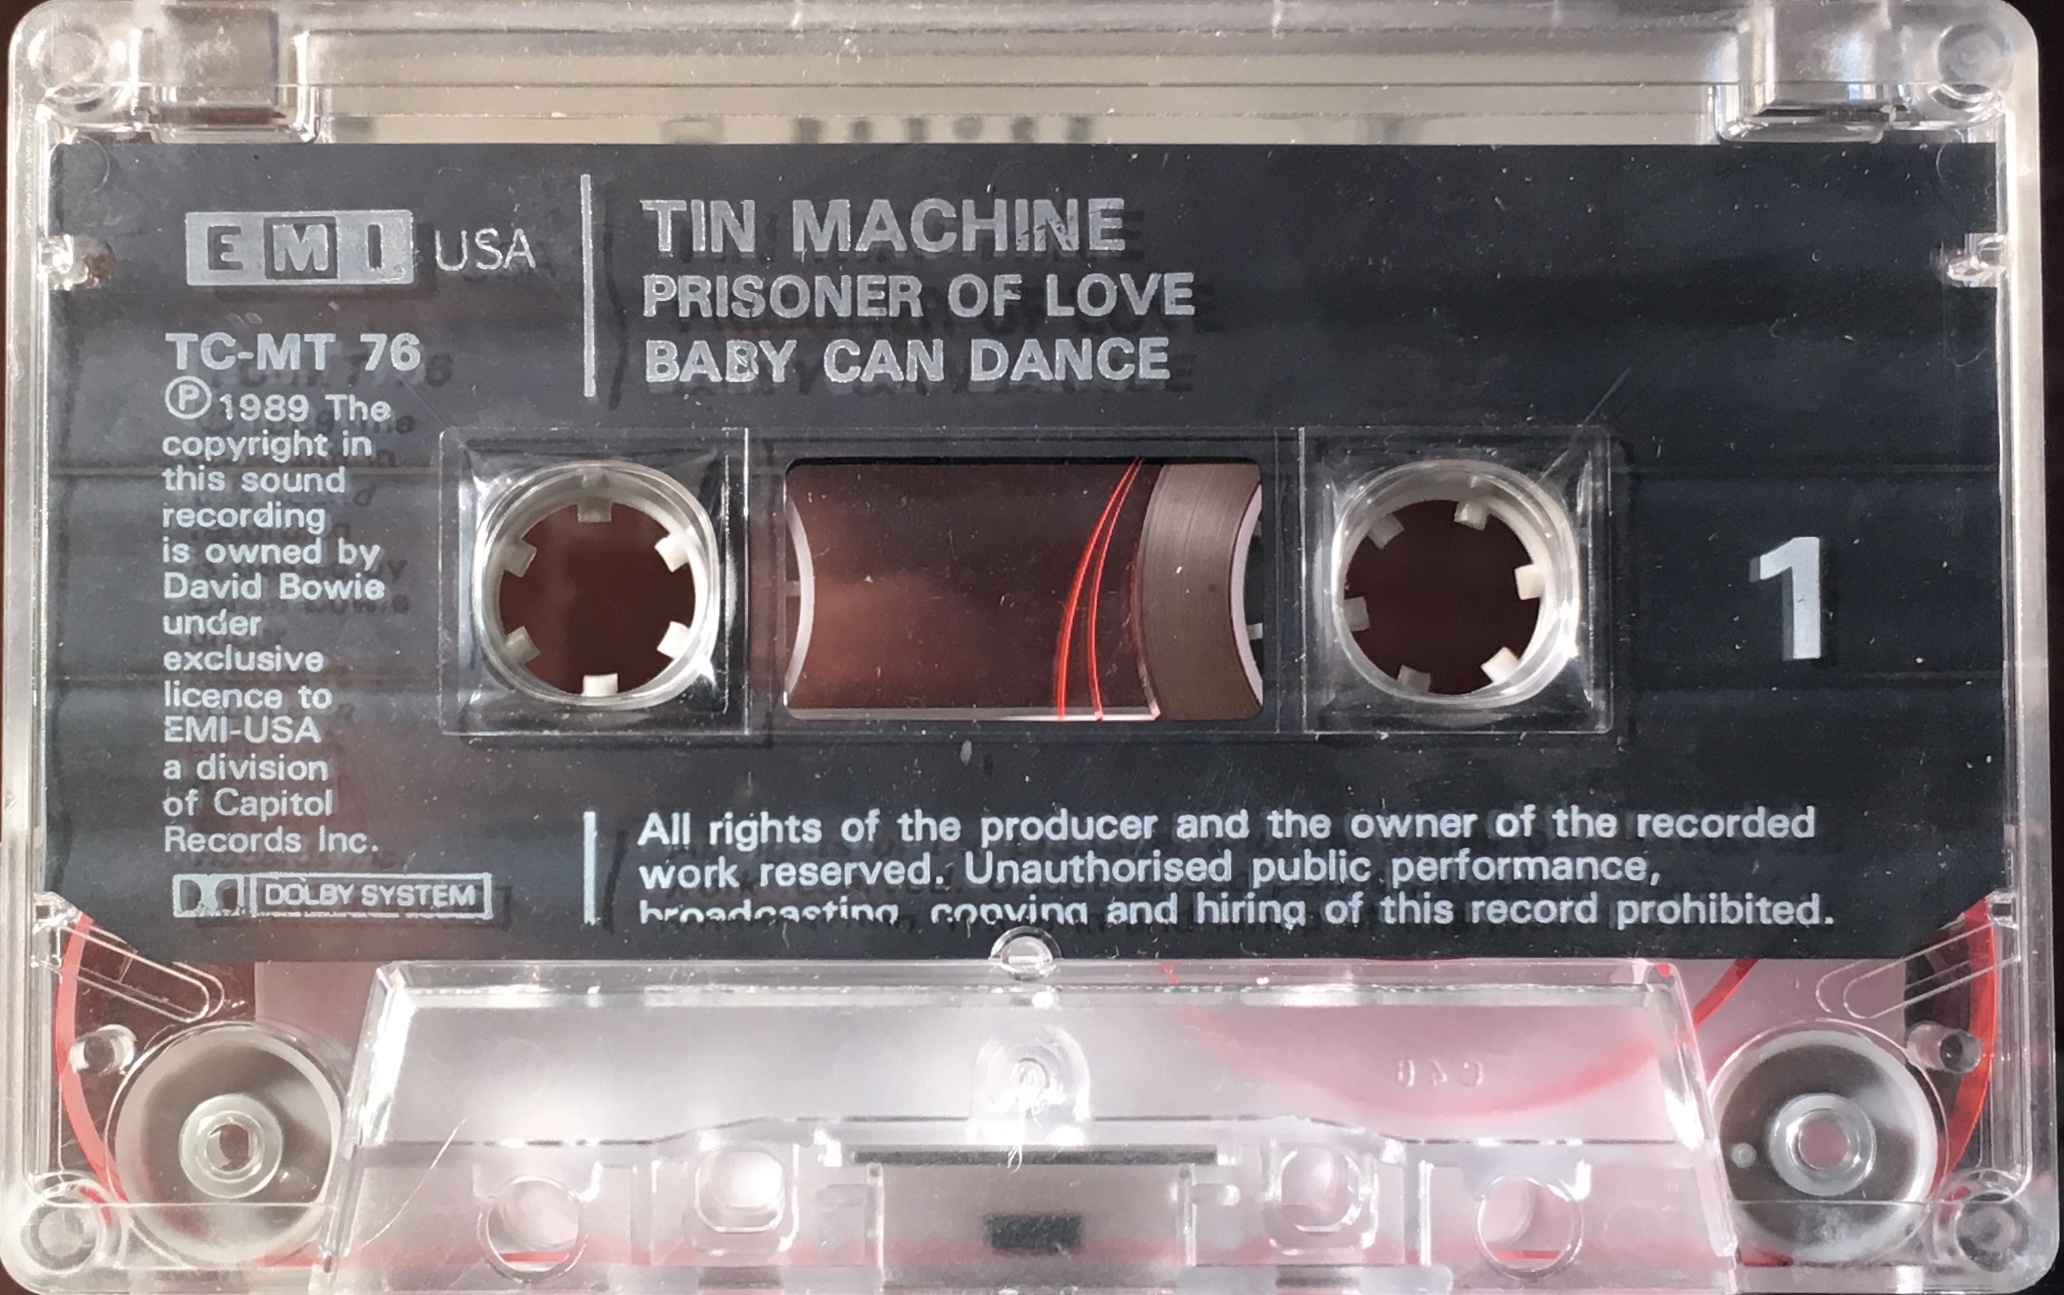 EMI USA
TIN MACHINE
PRISONER OF LOVE
BABY CAN DANCE
TC-MT 76
Ⓟ 1989 The
copyright in
this sound
recording
is owned by
David Bowie
under
exclusive
licence to
EMI-USA
a division
of Capitol
Records Inc.
DOLBY SYSTEM
1
All rights of the producer and the owner of the recorded
work reserved. Unauthorised public performance,
broadcasting, copying and hiring of this record prohibited.